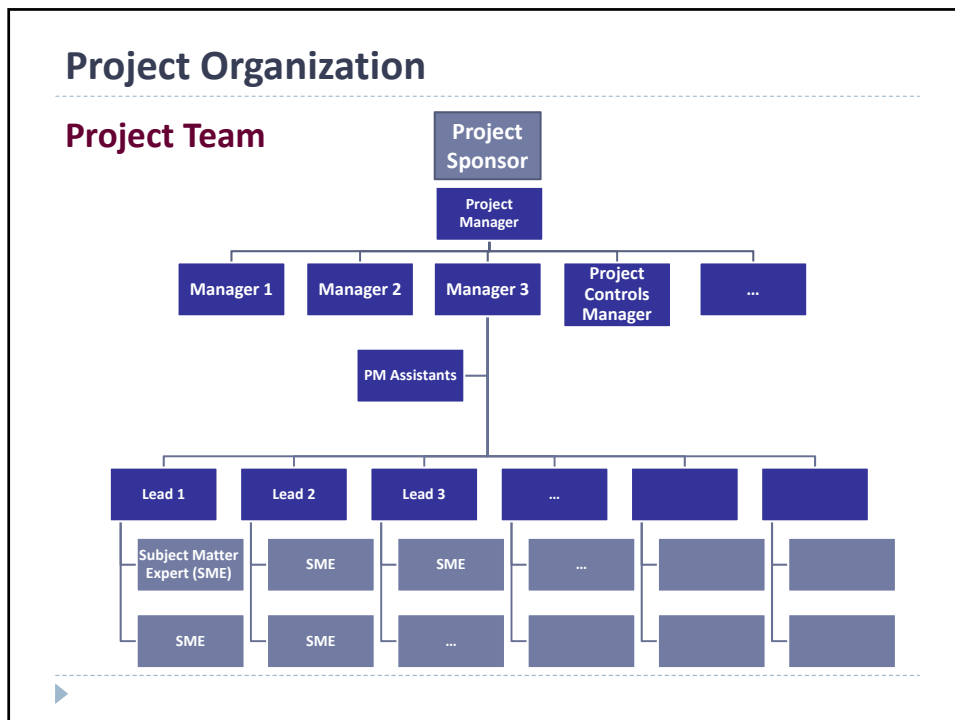 Project Organization
Project Team
Project
Sponsor
Project
Manager
Manager 1
Manager 2
Manager 3
Project
Controls
Manager
…
PM Assistants
Lead 1
Lead 2
Lead 3
…
Subject Matter
Expert (SME)
SME
SME
…
SME
SME
…